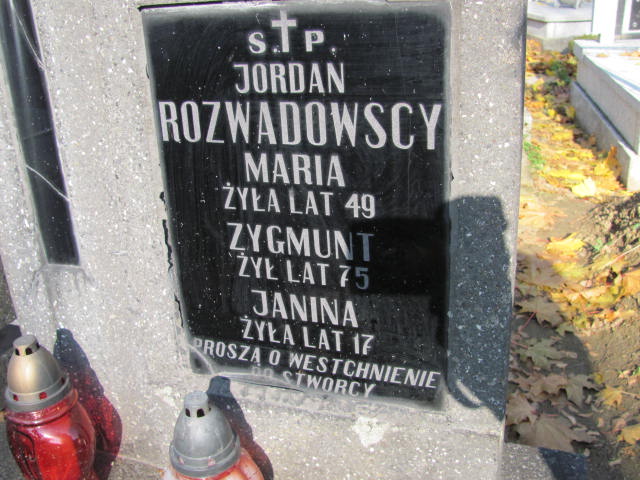 S.†P.
JORDAN
ROZWADOWSCY
MARIA
ŻYŁA LAT 49
ZYGMUNT
ŻYŁ LAT 75
JANINA
ŻYŁA LAT 17
PROSZĄ O WESTCHNIENIE
DO STWÓRCY